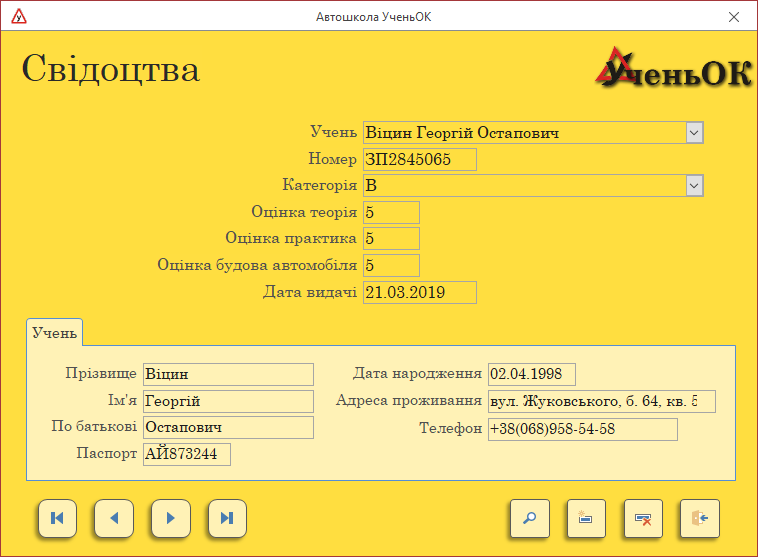 Автошкола УченьОК
Свідоцтва
УченьОК
Учень Віцин Георгій Остапович
Номер ЗП2845065
Категорія В
Оцінка теорія 5
Оцінка практика 5
Оцінка будова автомобіля 5
Дата видачі 21.03.2019
Учень
Прізвище Віцин Дата народження 02.04.1998
Ім'я Георгій Адреса проживання вул. Жуковського, б. 64, кв. 5
По батькові Остапович Телефон +38(068)958-54-58
Паспорт АЙ873244